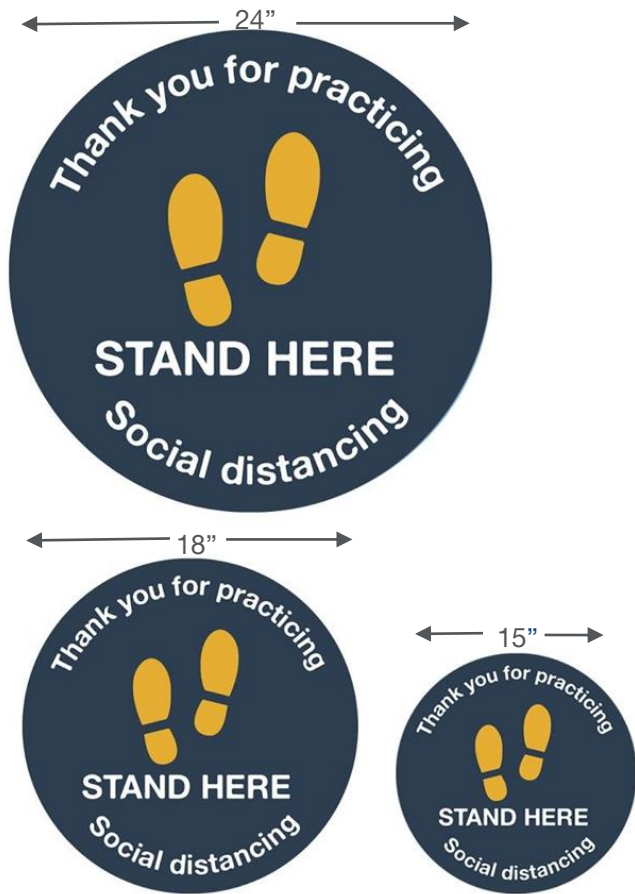 24”
Thank you for practicing
STAND HERE
Social distancing
18”
Thank you for practicing
STAND HERE
Social distancing
15”
Thank you for practicing
STAND HERE
Social distancing